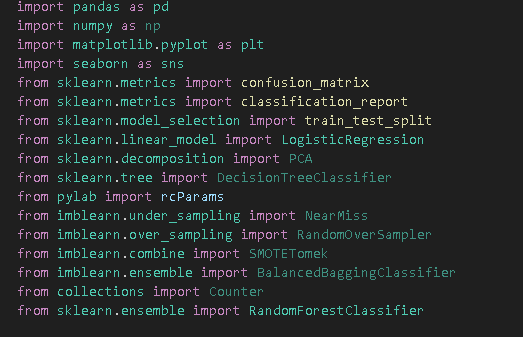 import pandas as pd
import numpy as np
import matplotlib.pyplot as plt
import seaborn as sns
from sklearn.metrics import confusion_matrix
from sklearn.metrics import classification_report
from sklearn.model_selection import train_test_split
from sklearn.linear_model import LogisticRegression
from sklearn.decomposition import PCA
from sklearn.tree import DecisionTreeClassifier
from pylab import rcParams
from imblearn.under_sampling import NearMiss
from imblearn.over_sampling import RandomOverSampler
from imblearn.combine import SMOTETomek
from imblearn.ensemble import BalancedBaggingClassifier
from collections import Counter
from sklearn.ensemble import RandomForestClassifier